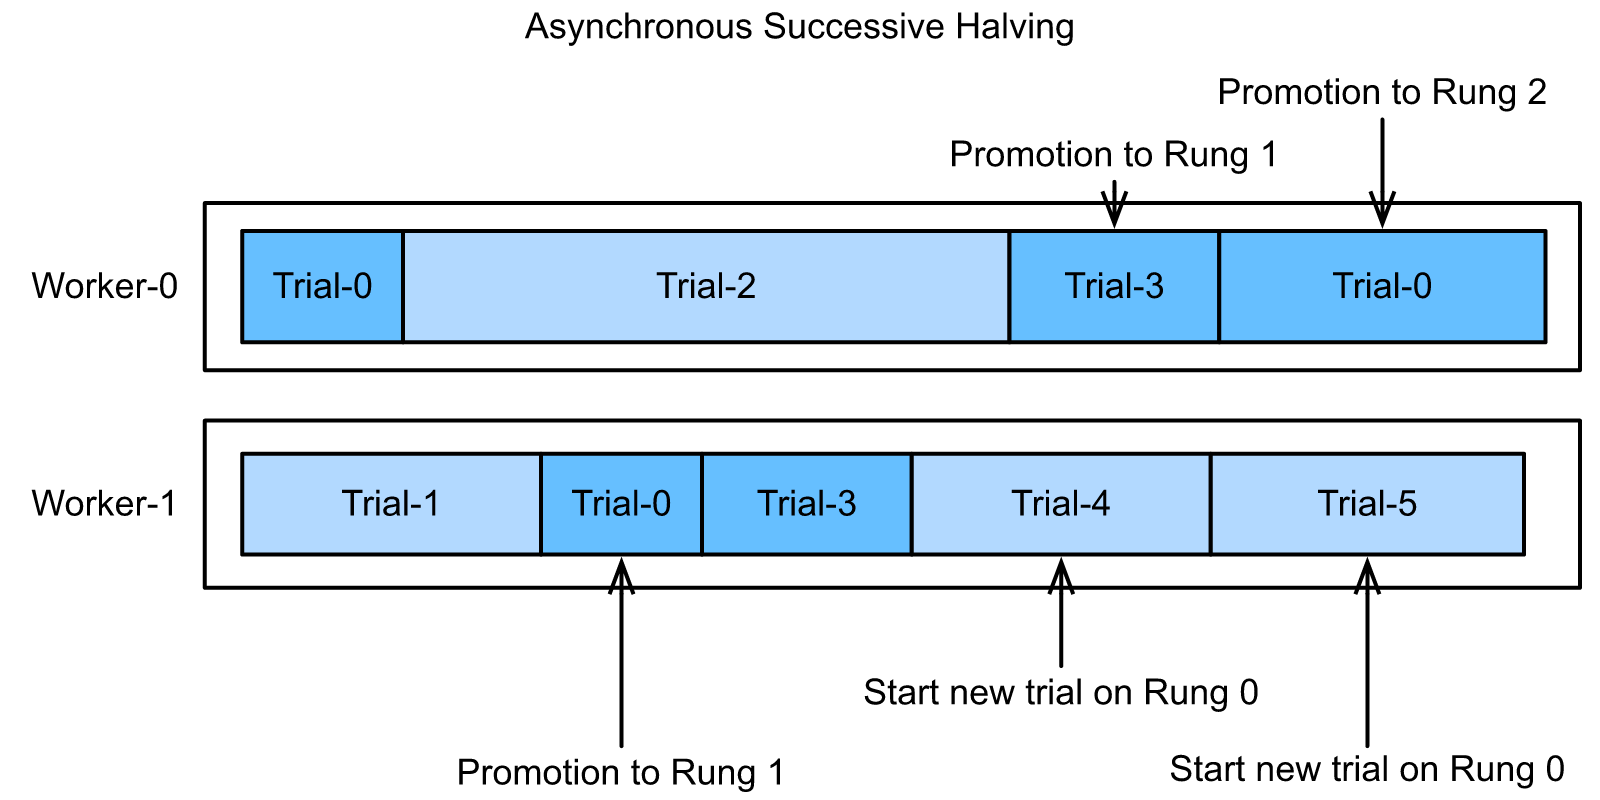 Asynchronous Successive Halving
Promotion to Rung 2
Promotion to Rung 1
Worker-0
Trial-0
Trial-2
Trial-3
Trial-0
Worker-1
Trial-1
Trial-0
Trial-3
Trial-4
Trial-5
Start new trial on Rung 0
Promotion to Rung 1
Start new trial on Rung 0